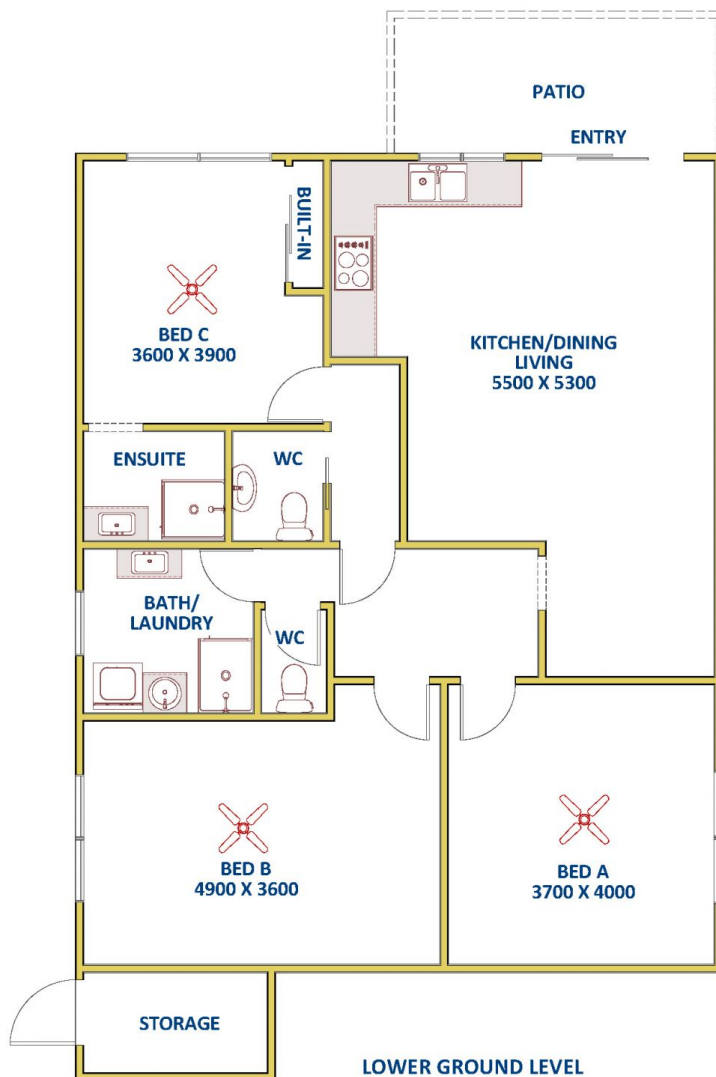 PATIO
ENTRY
BUILT-IN
BED C
3600 X 3900
KITCHEN/DINING
LIVING
5500 X 5300
ENSUITE
WC
BATH/
LAUNDRY
WC
BED B
4900 X 3600
BED A
3700 X 4000
STORAGE
LOWER GROUND LEVEL